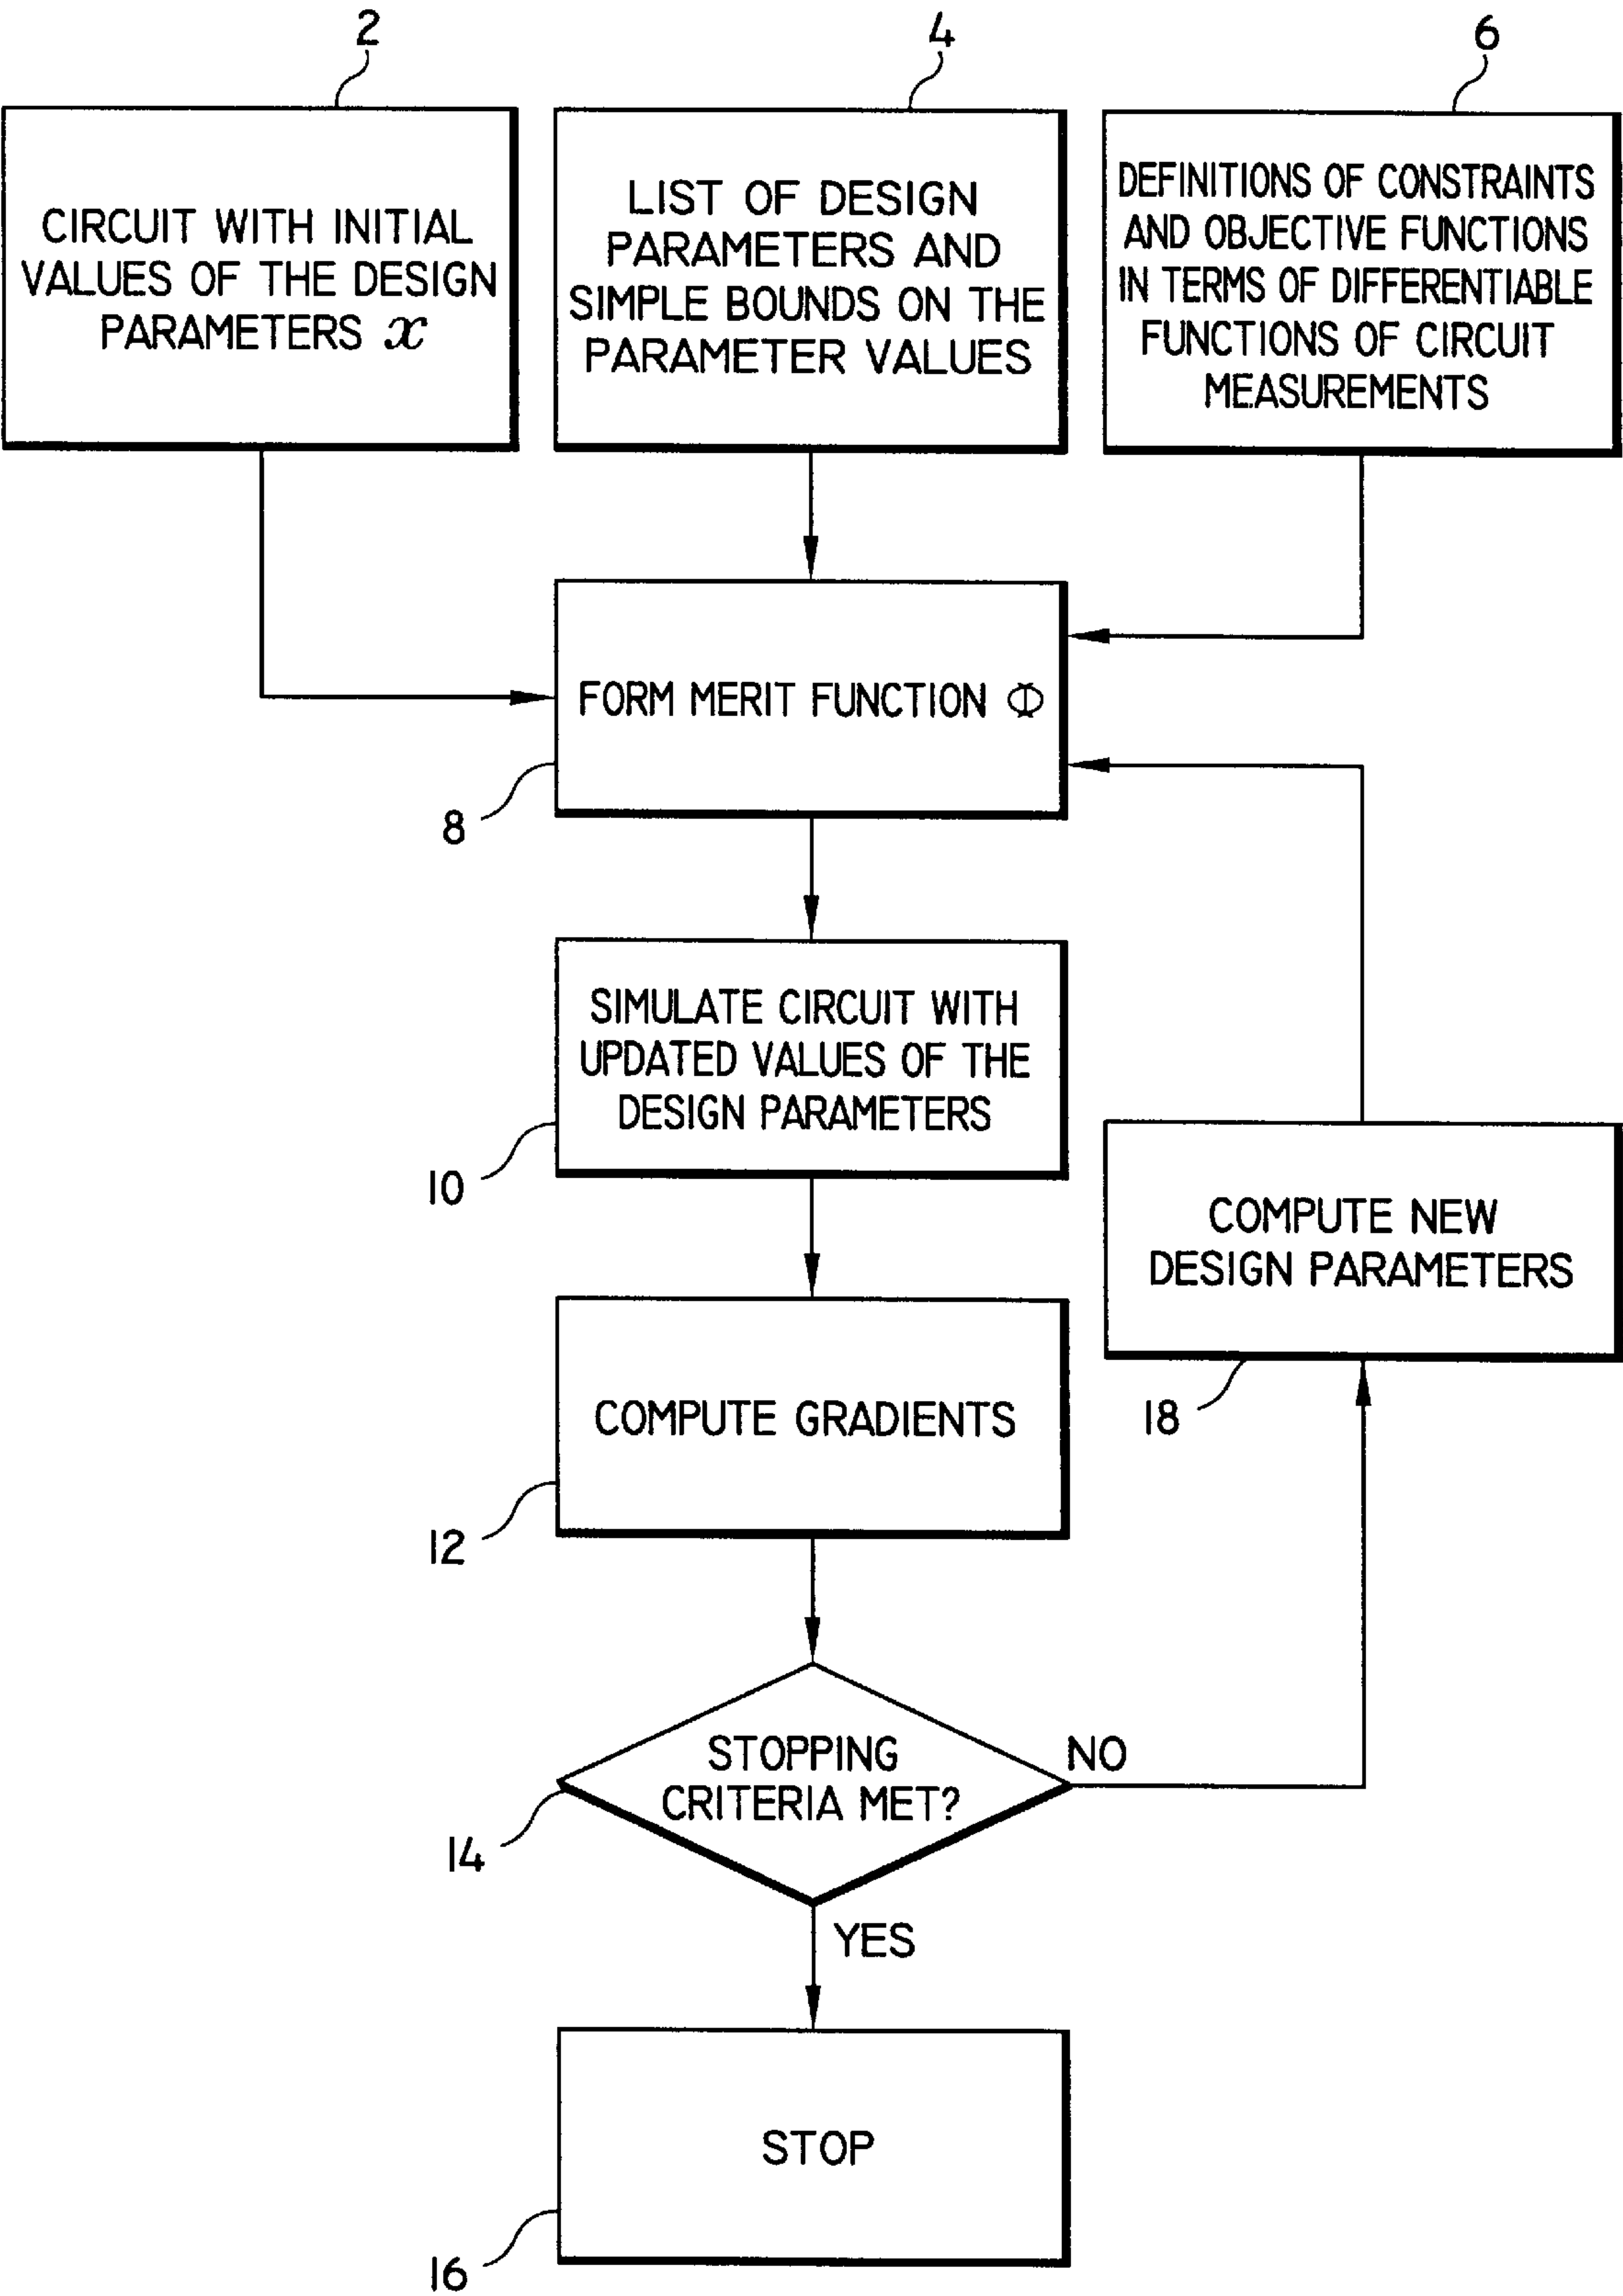 2
4
6
CIRCUIT WITH INITIAL
VALUES OF THE DESIGN
PARAMETERS x
LIST OF DESIGN
PARAMETERS AND
SIMPLE BOUNDS ON THE
PARAMETER VALUES
DEFINITIONS OF CONSTRAINTS
AND OBJECTIVE FUNCTIONS
IN TERMS OF DIFFERENTIABLE
FUNCTIONS OF CIRCUIT
MEASUREMENTS
FORM MERIT FUNCTION Φ
8
SIMULATE CIRCUIT WITH
UPDATED VALUES OF THE
DESIGN PARAMETERS
10
COMPUTE NEW
DESIGN PARAMETERS
18
COMPUTE GRADIENTS
12
STOPPING
CRITERIA MET?
NO
14
YES
STOP
16